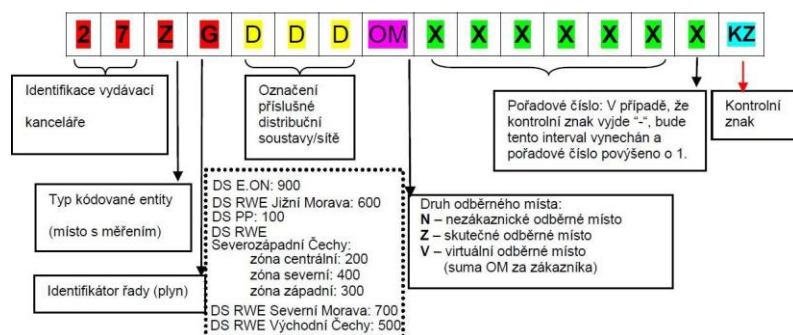 2 7 Z G D D D OM X X X X X X X KZ
Identifikace vydávací
kanceláře
Označení
příslušné
distribuční
soustavy/sítě
Pořadové číslo: V případě, že
kontrolní znak vyjde "-", bude
tento interval vynechán a
pořadové číslo povýšeno o 1.
Kontrolní
znak
Typ kódované entity
(místo s měřením)
Identifikátor řady (plyn)
DS E.ON: 900
DS RWE Jižní Morava: 600
DS PP: 100
DS RWE
Severozápadní Čechy:
zóna centrální: 200
zóna severní: 400
zóna západní: 300
DS RWE Severní Morava: 700
DS RWE Východní Čechy: 500
Druh odběrného místa:
N – nezákaznické odběrné místo
Z – skutečné odběrné místo
V – virtuální odběrné místo
(suma OM za zákazníka)